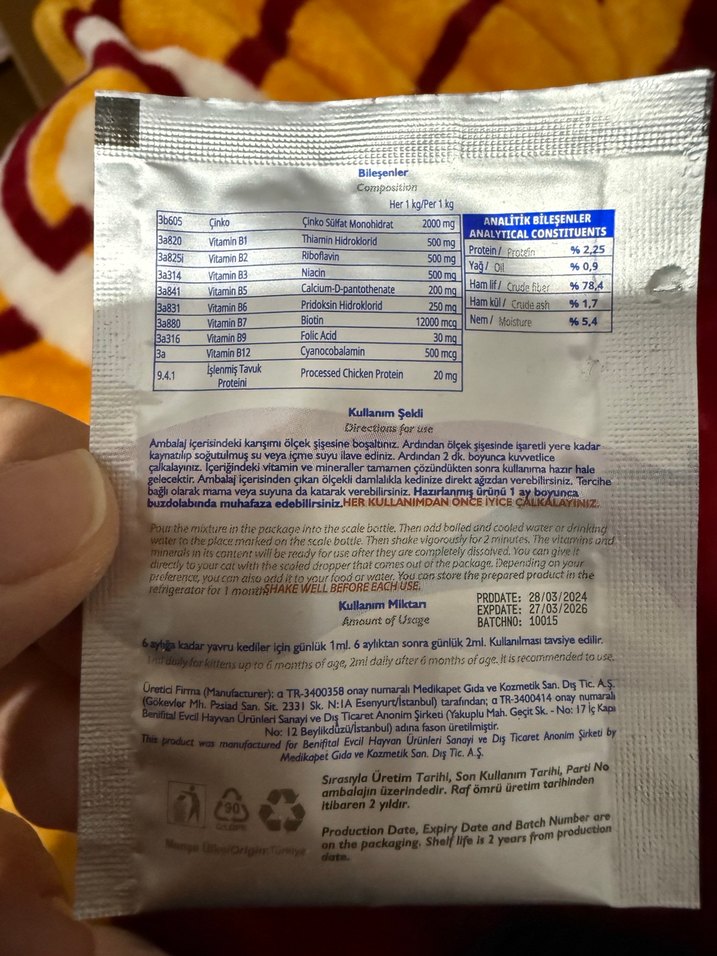 Bileşenler
Composition
Her 1 kg/Per 1 kg
3b605 Çinko Çinko Sülfat Monohidrat 2000 mg
3a820 Vitamin B1 Thiamin Hidroklorid 500 mg
3a825i Vitamin B2 Riboflavin 500 mg
3a314 Vitamin B3 Niacin 500 mg
3a841 Vitamin B5 Calcium-D-pantothenate 200 mg
3a831 Vitamin B6 Pridoksin Hidroklorid 250 mg
3a880 Vitamin B7 Biotin 12000 mcg
3a316 Vitamin B9 Folic Acid 30 mg
3a Vitamin B12 Cyanocobalamin 500 mcg
9.4.1 İşlenmiş Tavuk Proteini Processed Chicken Protein 20 mg
ANALİTİK BİLEŞENLER
ANALYTICAL CONSTITUENTS
Protein / Protein % 2,25
Yağ / Oil % 0,9
Ham lif / Crude fiber % 78,4
Ham kül / Crude ash % 1,7
Nem / Moisture % 5,4
Kullanım Şekli
Directions for use
Ambalaj içerisindeki karışımı ölçek şişesine boşaltınız. Ardından ölçek şişesinde işaretli yere kadar
kaynatılıp soğutulmuş su veya içme suyu ilave ediniz. Ardından 2 dk. boyunca kuvvetlice
çalkalayınız. İçeriğindeki vitamin ve mineraller tamamen çözündükten sonra kullanıma hazır hale
gelecektir. Ambalaj içerisinden çıkan ölçekli damlalıkla kedinize direkt ağızdan verebilirsiniz. Tercihe
bağlı olarak mama veya suyuna da katarak verebilirsiniz. Hazırlanmış ürünü 1 ay boyunca
buzdolabında muhafaza edebilirsiniz. HER KULLANIMDAN ÖNCE İYİCE ÇALKALAYINIZ.
Pour the mixture in the package into the scale bottle. Then add boiled and cooled water or drinking
water to the place marked on the scale bottle. Then shake vigorously for 2 minutes. The vitamins and
minerals in its content will be ready for use after they are completely dissolved. You can give it
directly to your cat with the scaled dropper that comes out of the package. Depending on your
preference, you can also add it to your food or water. You can store the prepared product in the
refrigerator for 1 month. SHAKE WELL BEFORE EACH USE.
Kullanım Miktarı
Amount of Usage
PRDDATE: 28/03/2024
EXPDATE: 27/03/2026
BATCHNO: 10015
6 aylığa kadar yavru kediler için günlük 1ml. 6 aylıktan sonra günlük 2ml. Kullanılması tavsiye edilir.
1 ml daily for kittens up to 6 months of age, 2ml daily after 6 months of age. It is recommended to use.
Üretici Firma (Manufacturer): α TR-3400358 onay numaralı Medikapet Gıda ve Kozmetik San. Dış Tic. A.Ş.
(Gökevler Mh. Pasiad San. Sit. 2331 Sk. N:1A Esenyurt/İstanbul) tarafından; α TR-3400414 onay numaralı
Benifital Evcil Hayvan Ürünleri Sanayi ve Dış Ticaret Anonim Şirketi (Yakuplu Mah. Geçit Sk. - No: 17 İç Kapı
No: 12 Beylikdüzü/İstanbul) adına fason üretilmiştir.
This product was manufactured for Benifital Evcil Hayvan Ürünleri Sanayi ve Dış Ticaret Anonim Şirketi by
Medikapet Gıda ve Kozmetik San. Dış Tic. A.Ş.
90
Menşe Ülke/Origin: Türkiye
Sırasıyla Üretim Tarihi, Son Kullanım Tarihi, Parti No
ambalajın üzerindedir. Raf ömrü üretim tarihinden
itibaren 2 yıldır.
Production Date, Expiry Date and Batch Number are
on the packaging. Shelf life is 2 years from production
date.